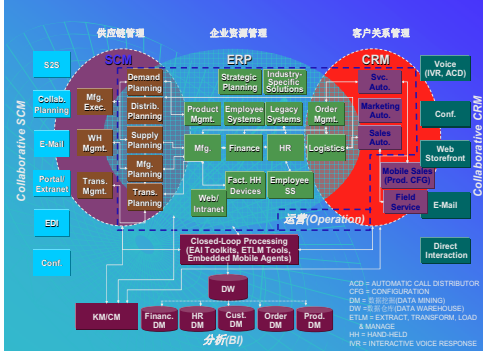 供应链管理
企业资源管理
客户关系管理
SCM
ERP
CRM
Collaborative SCM
S2S
Collab.
Planning
E-Mail
Portal/
Extranet
EDI
Conf.
Mfg.
Exec.
WH
Mgmt.
Trans.
Mgmt.
Demand
Planning
Distrib.
Planning
Supply
Planning
Mfg.
Planning
Trans.
Planning
Strategic
Planning
Industry-
Specific
Solutions
Product
Mgmt.
Employee
Systems
Legacy
Systems
Order
Mgmt.
Mfg.
Finance
HR
Logistics
Web/
Intranet
Fact. HH
Devices
Employee
SS
Svc.
Auto.
Marketing
Auto.
Sales
Auto.
Mobile Sales
(Prod. CFG)
Field
Service
Voice
(IVR, ACD)
Conf.
Web
Storefront
E-Mail
Direct
Interaction
Collaborative CRM
运营(Operation)
Closed-Loop Processing
(EAI Toolkits, ETLM Tools,
Embedded Mobile Agents)
DW
KM/CM
Financ.
DM
HR
DM
Cust.
DM
Order
DM
Prod.
DM
分析(BI)
ACD = AUTOMATIC CALL DISTRIBUTOR
CFG = CONFIGURATION
DM = 数据挖掘(DATA MINING)
DW =数据仓库(DATA WAREHOUSE)
ETLM = EXTRACT, TRANSFORM, LOAD
& MANAGE
HH = HAND-HELD
IVR = INTERACTIVE VOICE RESPONSE